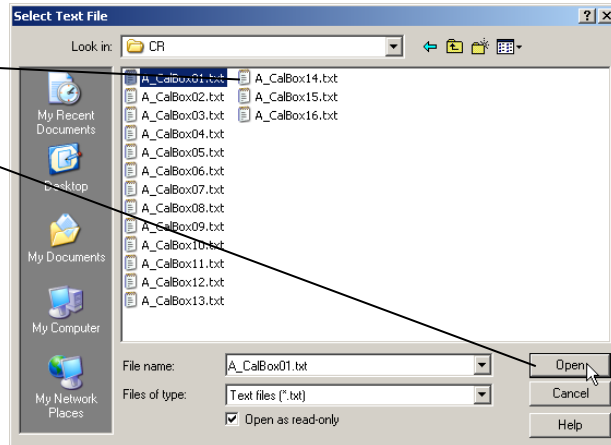 Select Text File
Look in: CR
My Recent
Documents
Desktop
My Documents
My Computer
My Network
Places
A_CalBox01.txt
A_CalBox02.txt
A_CalBox03.txt
A_CalBox04.txt
A_CalBox05.txt
A_CalBox06.txt
A_CalBox07.txt
A_CalBox08.txt
A_CalBox09.txt
A_CalBox10.txt
A_CalBox11.txt
A_CalBox12.txt
A_CalBox13.txt
A_CalBox14.txt
A_CalBox15.txt
A_CalBox16.txt
File name: A_CalBox01.txt Open
Files of type: Text files (*.txt) Cancel
Open as read-only Help